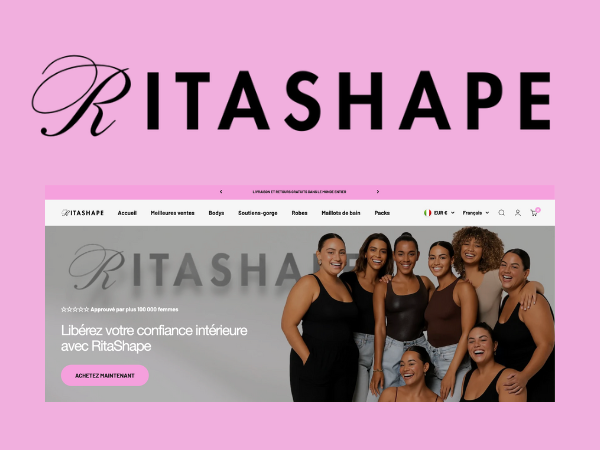 RITASHAPE
LIVRAISON ET RETOURS GRATUITS DANS LE MONDE ENTIER
RITASHAPE Accueil Meilleures ventes Bodys Soutiens-gorge Robes Maillots de bain Packs EUR € Français
RITASHAPE
Approuvé par plus 180 000 femmes
Libérez votre confiance intérieure
avec RitaShape
ACHETEZ MAINTENANT